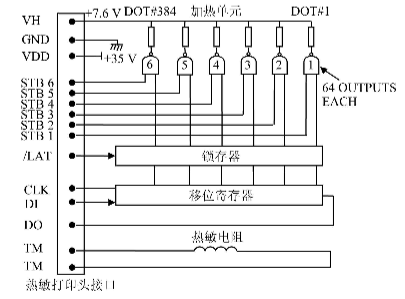 +7.6 V DOT#384 加热单元 DOT#1
VH
GND
VDD
+35 V
6 5 4 3 2 1
STB 6
STB 5
STB 4
STB 3
STB 2
STB 1
64 OUTPUTS
EACH
/LAT
锁存器
CLK
移位寄存器
DI
DO
热敏电阻
TM
TM
热敏打印头接口